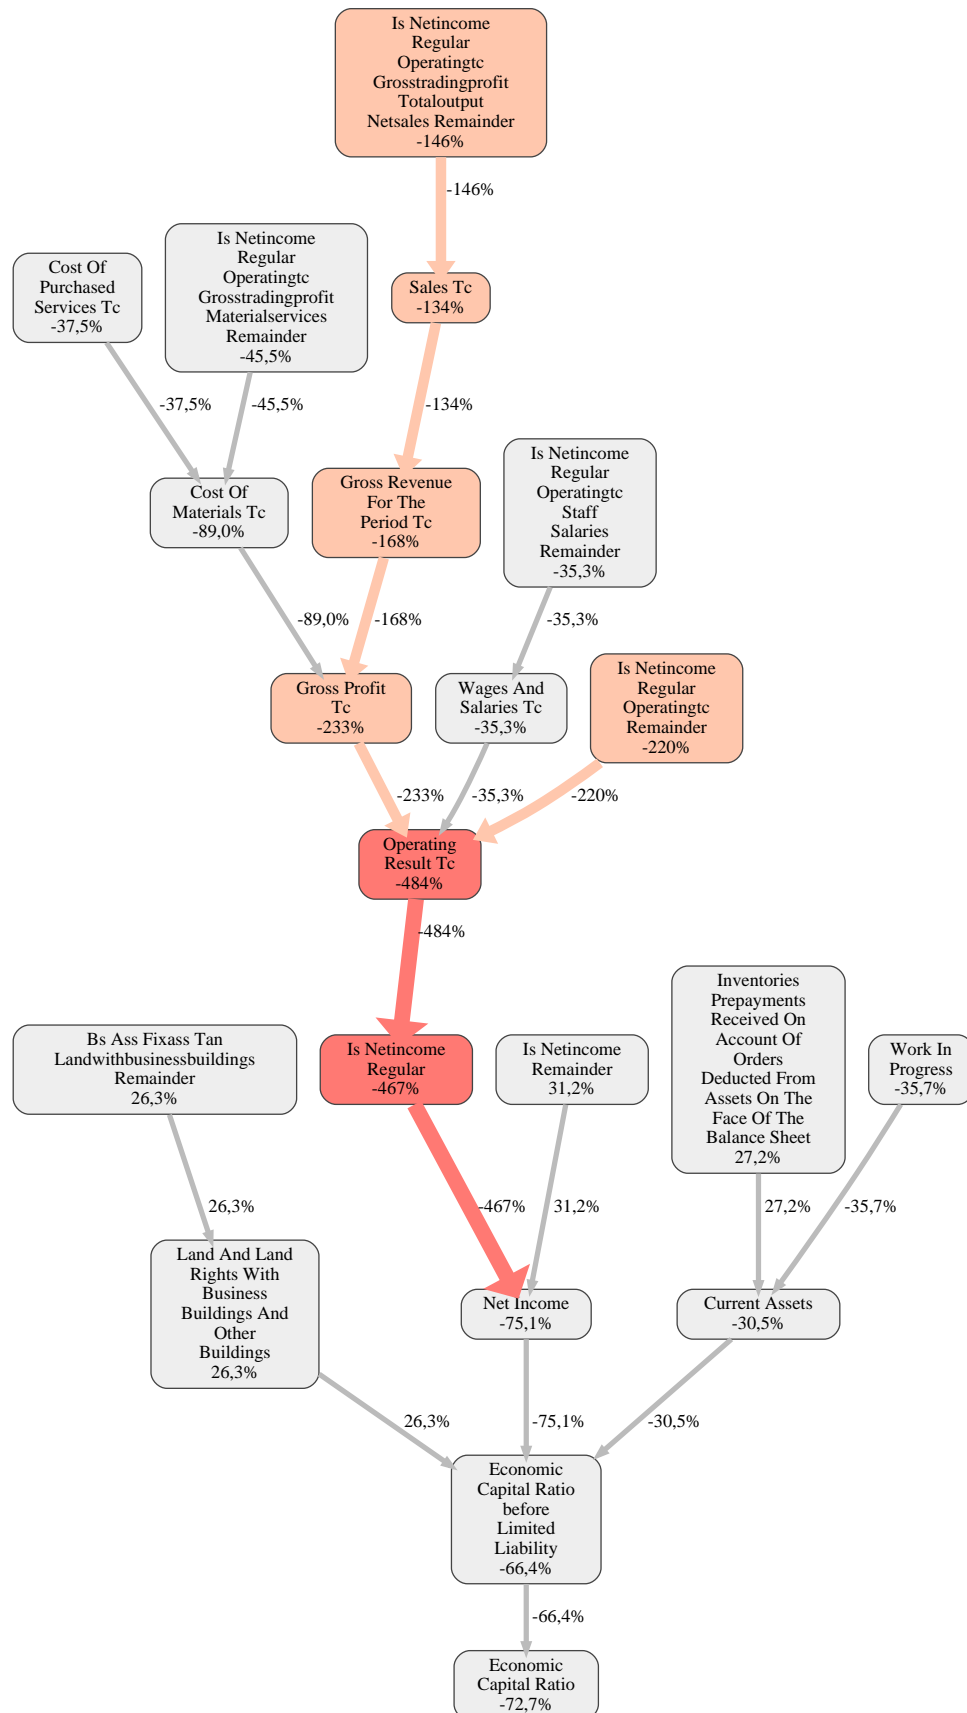 Is Netincome
Regular
Operatingtc
Grosstradingprofit
Totaloutput
Netsales Remainder
-146%
-146%
Cost Of
Purchased
Services Tc
-37,5%
Is Netincome
Regular
Operatingtc
Grosstradingprofit
Materialservices
Remainder
-45,5%
Sales Tc
-134%
-37,5%
-45,5%
-134%
Cost Of
Materials Tc
-89,0%
Gross Revenue
For The
Period Tc
-168%
Is Netincome
Regular
Operatingtc
Staff
Salaries
Remainder
-35,3%
-89,0%
-168%
-35,3%
Gross Profit
Tc
-233%
Wages And
Salaries Tc
-35,3%
Is Netincome
Regular
Operatingtc
Remainder
-220%
-233%
-35,3%
-220%
Operating
Result Tc
-484%
-484%
Bs Ass Fixass Tan
Landwithbusinessbuildings
Remainder
26,3%
Is Netincome
Regular
-467%
Is Netincome
Remainder
31,2%
Inventories
Prepayments
Received On
Account Of
Orders
Deducted From
Assets On The
Face Of The
Balance Sheet
27,2%
Work In
Progress
-35,7%
26,3%
-467%
31,2%
27,2%
-35,7%
Land And Land
Rights With
Business
Buildings And
Other
Buildings
26,3%
Net Income
-75,1%
Current Assets
-30,5%
26,3%
-75,1%
-30,5%
Economic
Capital Ratio
before
Limited
Liability
-66,4%
-66,4%
Economic
Capital Ratio
-72,7%